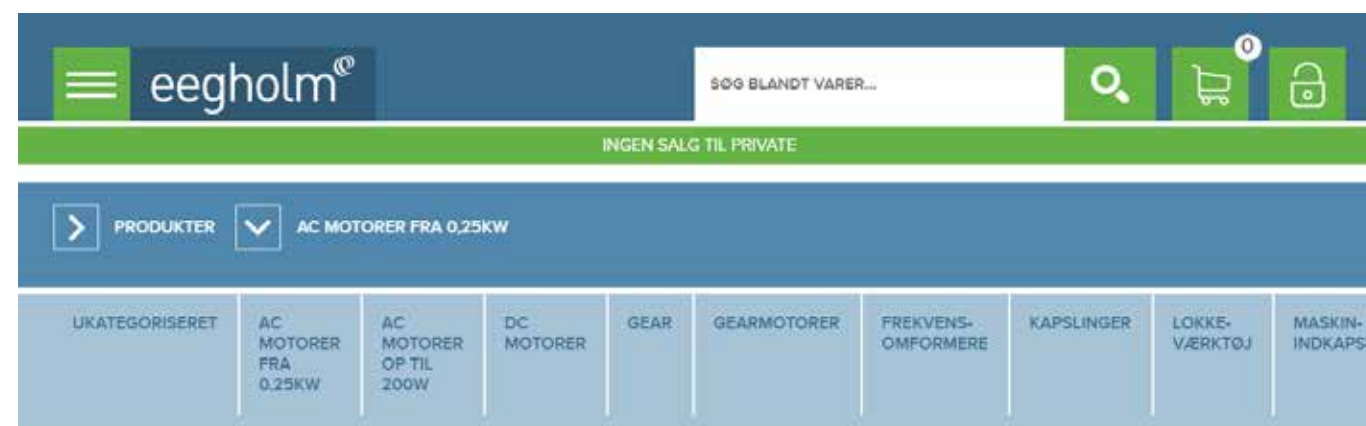 eegholm
SØG BLANDT VARER...
0
INGEN SALG TIL PRIVATE
PRODUKTER
AC MOTORER FRA 0,25KW
UKATEGORISERET
AC
MOTORER
FRA
0,25KW
AC
MOTORER
OP TIL
200W
DC
MOTORER
GEAR
GEARMOTORER
FREKVENS-
OMFORMERE
KAPSLINGER
LOKKE-
VÆRKTØJ
MASKIN-
INDKAPS